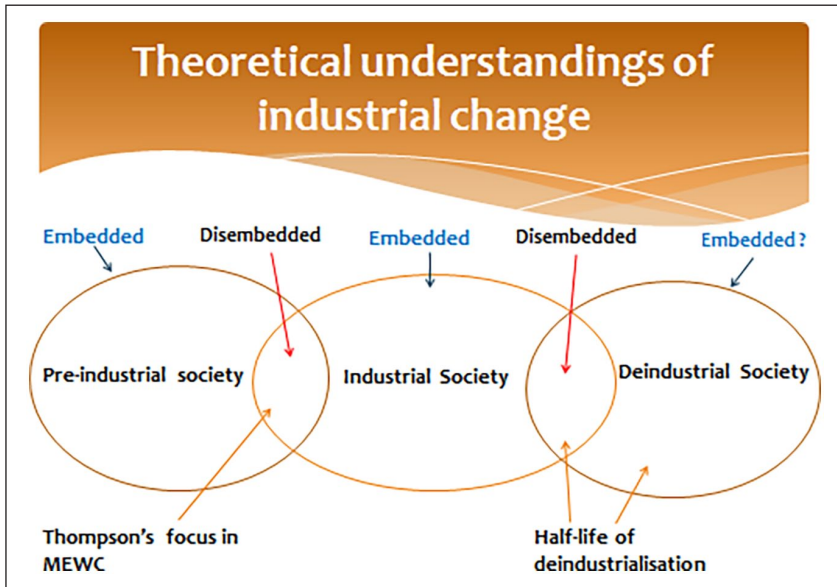 Theoretical understandings of
industrial change
Embedded
Disembedded
Embedded
Disembedded
Embedded?
Pre-industrial society
Industrial Society
Deindustrial Society
Thompson's focus in
MEWC
Half-life of
deindustrialisation